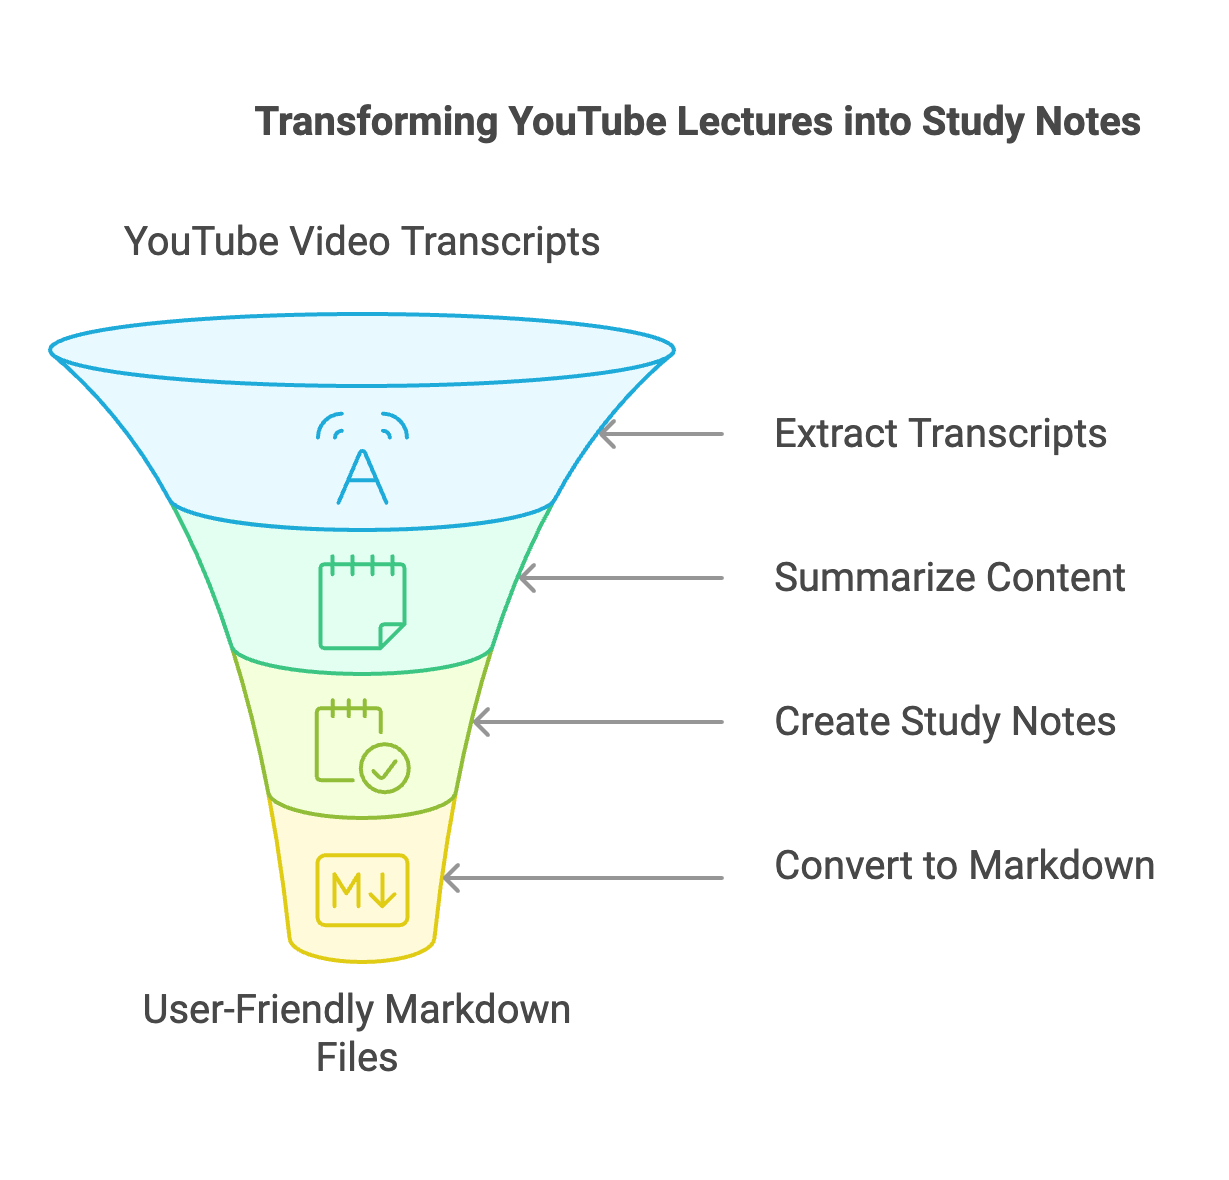 Transforming YouTube Lectures into Study Notes
YouTube Video Transcripts
A
Extract Transcripts
Summarize Content
Create Study Notes
M
Convert to Markdown
User-Friendly Markdown
Files